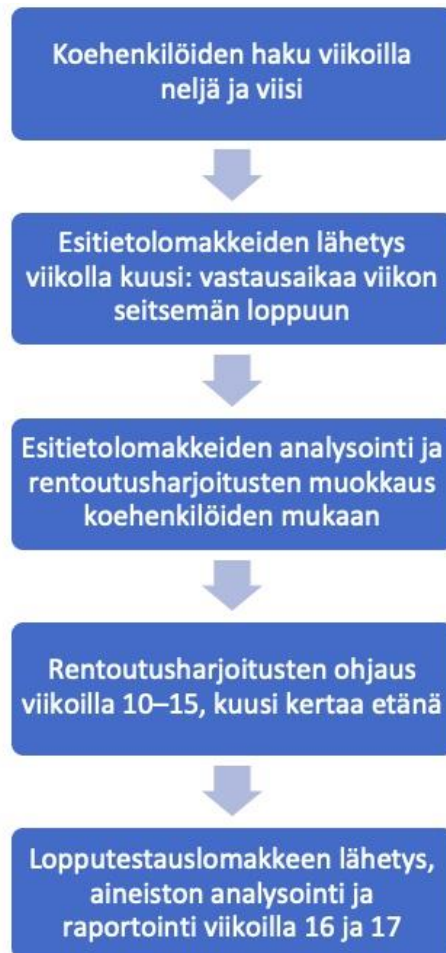 Koehenkilöiden haku viikoilla
neljä ja viisi
Esitietolomakkeiden lähetys
viikolla kuusi: vastausaikaa viikon
seitsemän loppuun
Esitietolomakkeiden analysointi ja
rentoutusharjoitusten muokkaus
koehenkilöiden mukaan
Rentoutusharjoitusten ohjaus
viikoilla 10–15, kuusi kertaa etänä
Lopputestauslomakkeen lähetys,
aineiston analysointi ja
raportointi viikoilla 16 ja 17